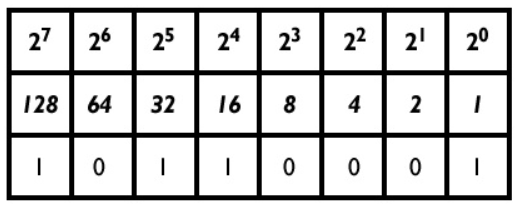 2⁷ 2⁶ 2⁵ 2⁴ 2³ 2² 2¹ 2⁰
128 64 32 16 8 4 2 1
1 0 1 1 0 0 0 1